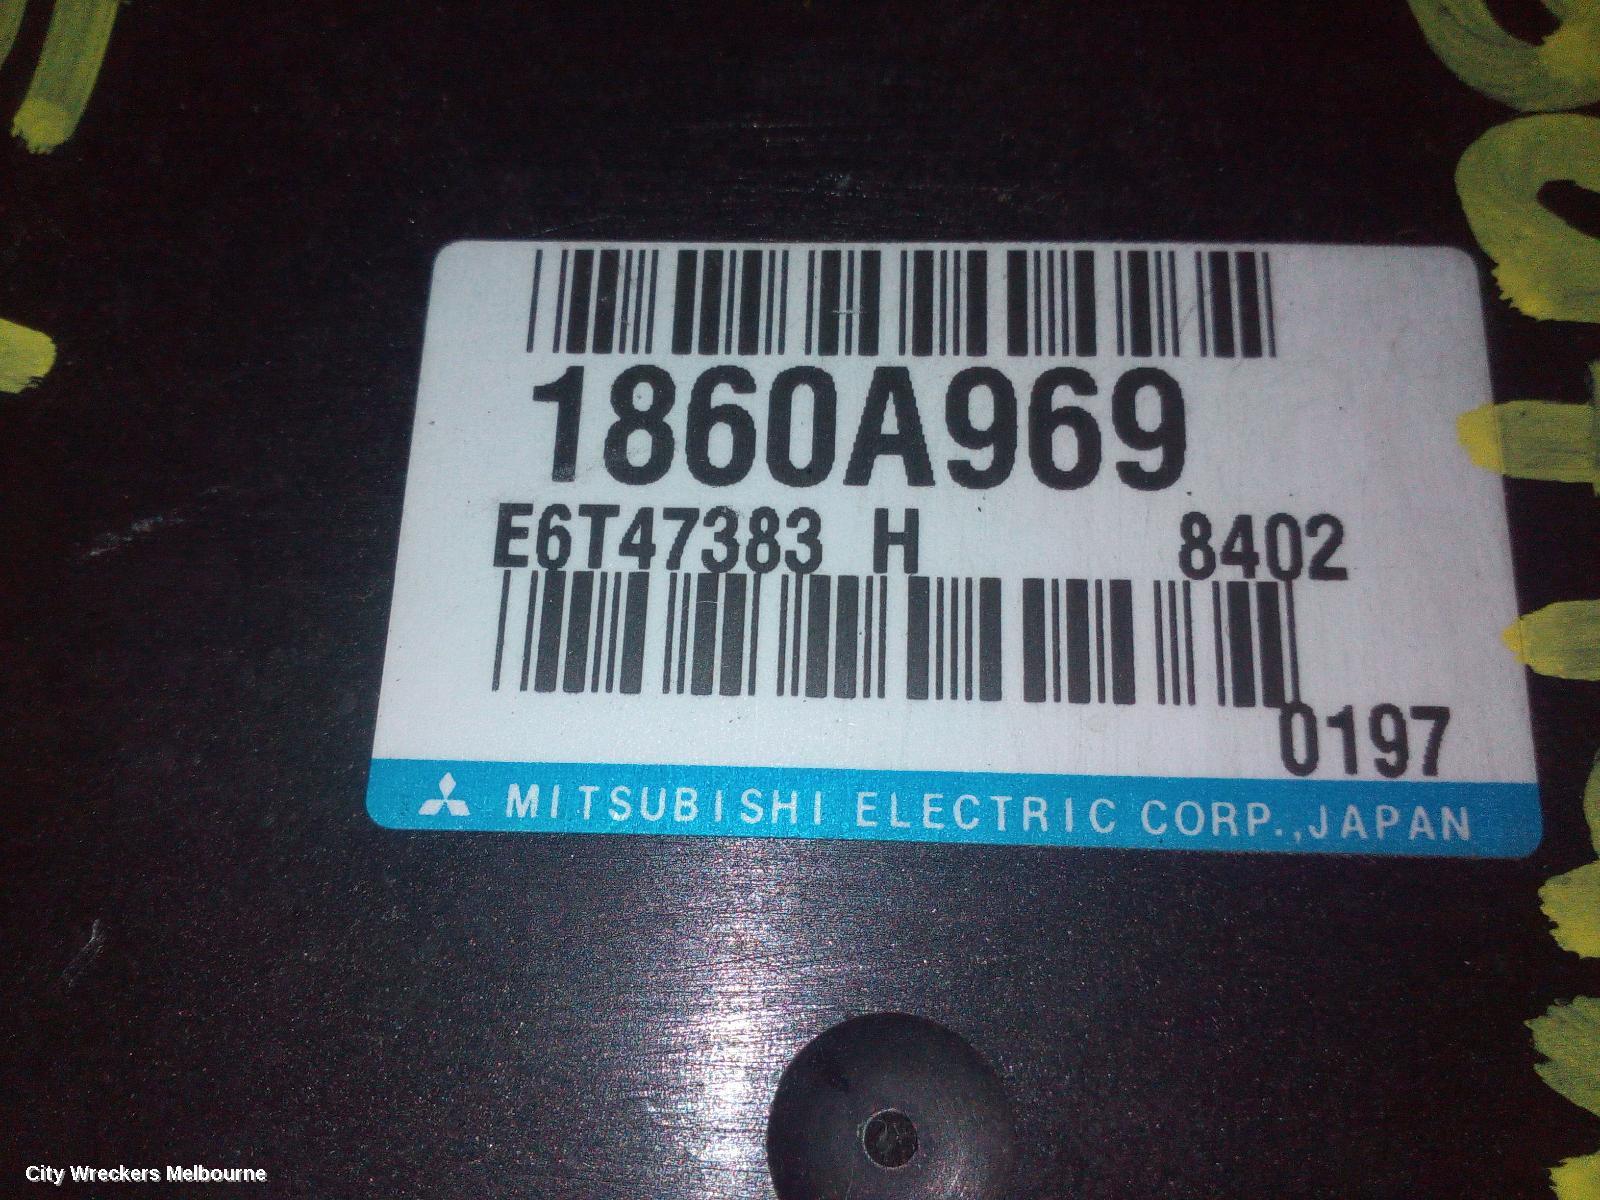 1860A969
E6T47383 H 8402
0197
MITSUBISHI ELECTRIC CORP.,JAPAN
City Wreckers Melbourne